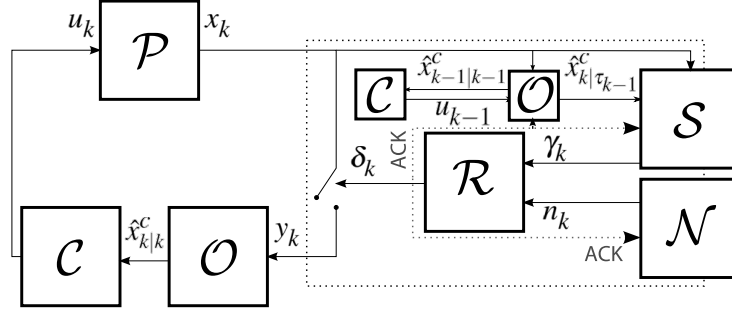 u_k
x_k
𝒫
x̂^c_{k-1|k-1}
x̂^c_{k|τ_{k-1}}
𝒞
𝒪
u_{k-1}
𝒮
ACK
δ_k
ℛ
γ_k
n_k
𝒩
ACK
y_k
x̂^c_{k|k}
𝒞
𝒪